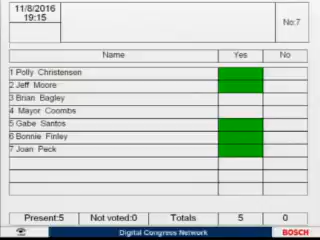 11/8/2016
19:15
No:7
Name Yes No
1 Polly Christensen
2 Jeff Moore
3 Brian Bagley
4 Mayor Coombs
5 Gabe Santos
6 Bonnie Finley
7 Joan Peck
Present:5 Not voted:0 Totals 5 0
Digital Congress Network BOSCH